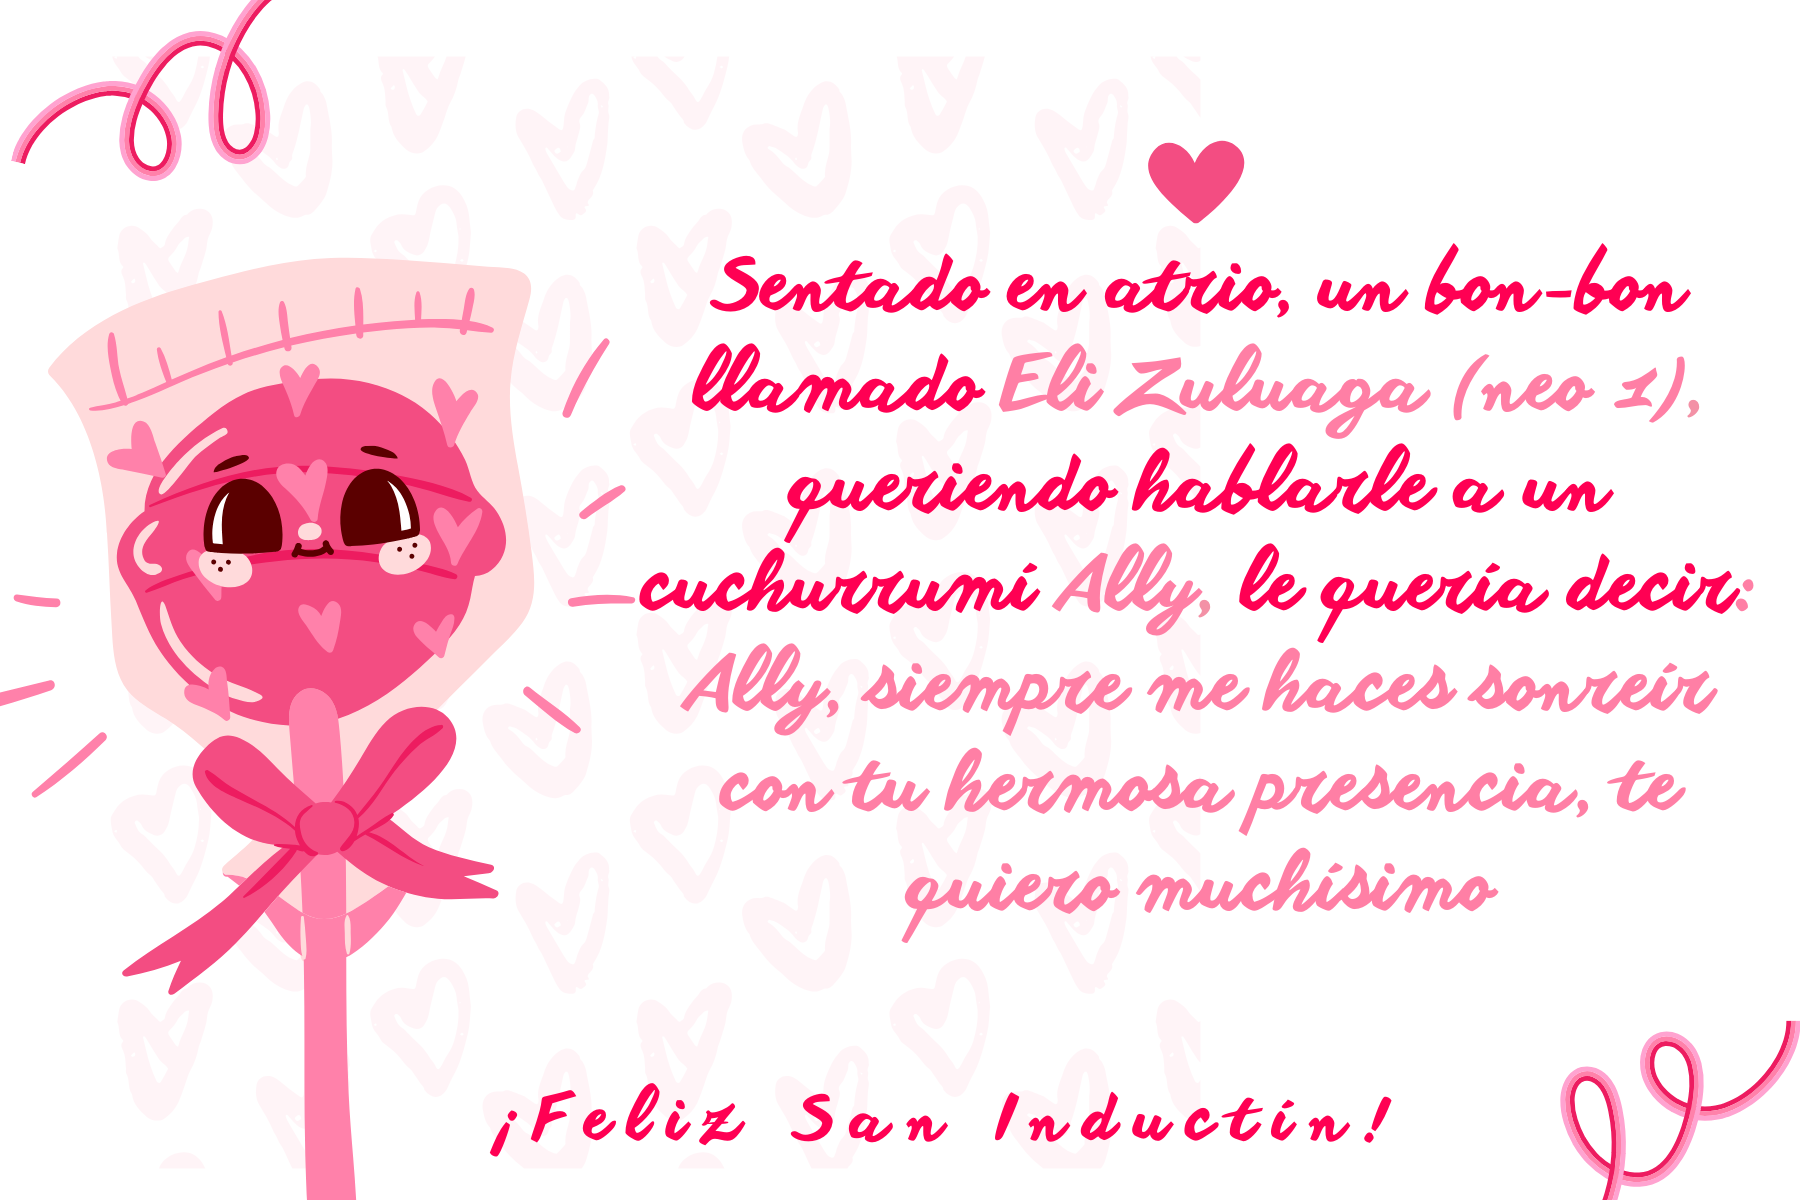 Sentado en atrio, un bon-bon
llamado Eli Zuluaga (neo 1),
queriendo hablarle a un
cuchurrumí Ally, le quería decir:
Ally, siempre me haces sonreír
con tu hermosa presencia, te
quiero muchísimo
¡Feliz San Inductín!